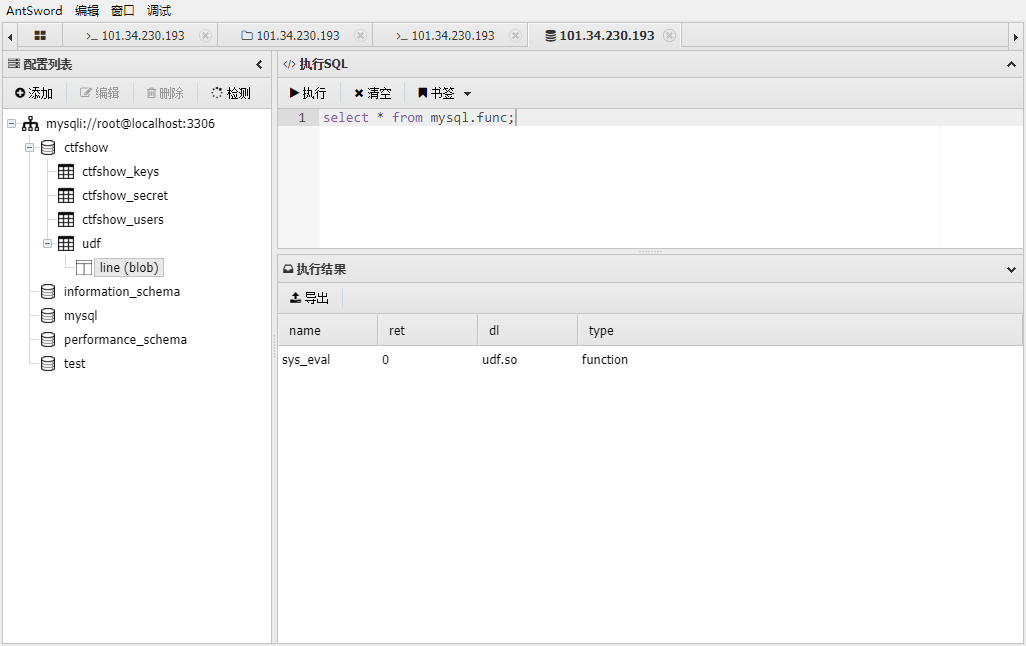 AntSword 编辑 窗口 调试
>_ 101.34.230.193 101.34.230.193 >_ 101.34.230.193 101.34.230.193
配置列表
添加 编辑 删除 检测
mysqli://root@localhost:3306
ctfshow
ctfshow_keys
ctfshow_secret
ctfshow_users
udf
line (blob)
information_schema
mysql
performance_schema
test
</> 执行SQL
执行 清空 书签
1 select * from mysql.func;
执行结果
导出
name ret dl type
sys_eval 0 udf.so function